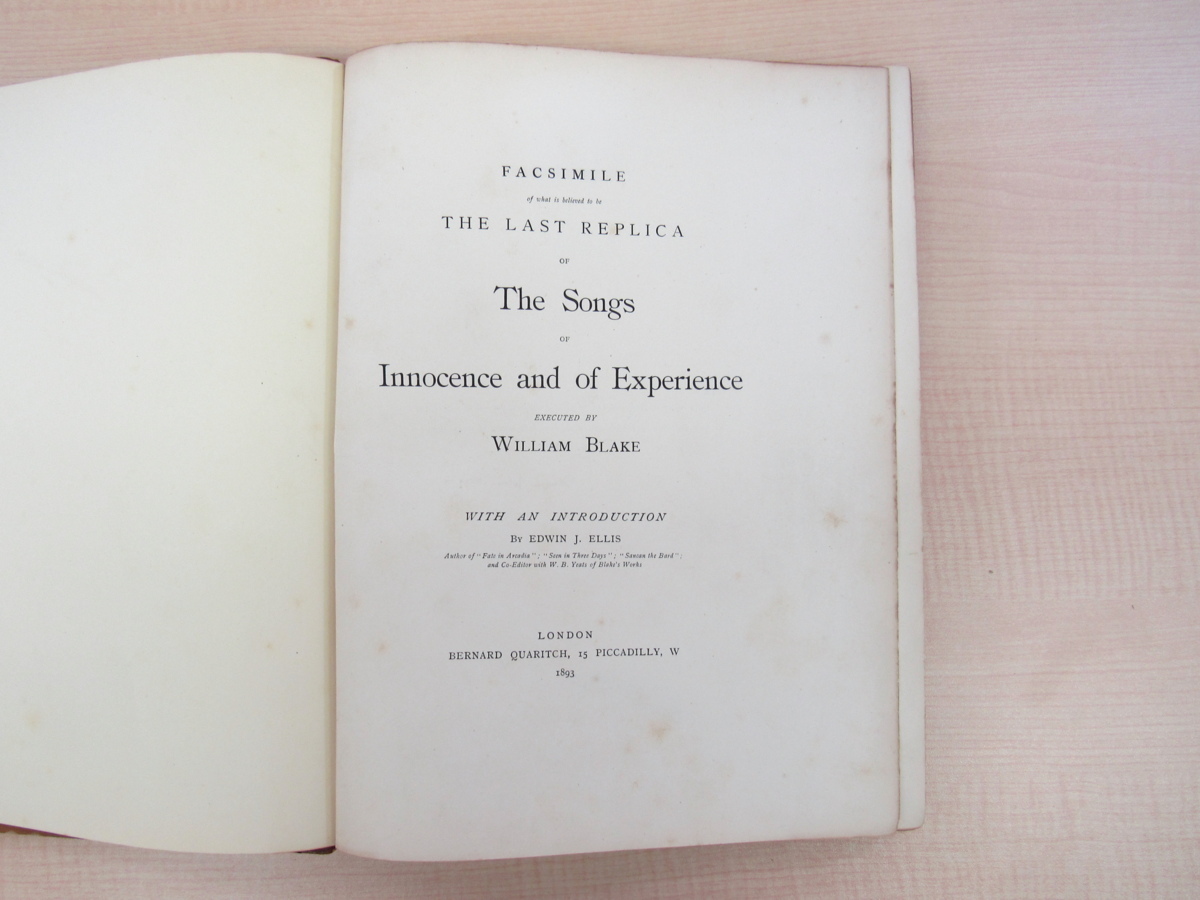 FACSIMILE
of what is believed to be
THE LAST REPLICA
OF
The Songs
OF
Innocence and of Experience
EXECUTED BY
WILLIAM BLAKE
WITH AN INTRODUCTION
BY EDWIN J. ELLIS
Author of "Fate in Arcadia"; "Seen in Three Days"; "Sancan the Bard";
and Co-Editor with W. B. Yeats of Blake's Works
LONDON
BERNARD QUARITCH, 15 PICCADILLY, W
1893